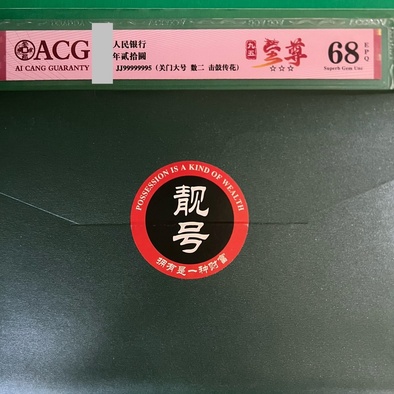 ACG
AI CANG GUARANTY
人民银行
年贰拾圆
JJ99999995（关门大号 数二 击鼓传花）
九五
至尊
68
EPQ
Superb Gem Unc
POSSESSION IS A KIND OF WEALTH
靓号
拥有是一种财富